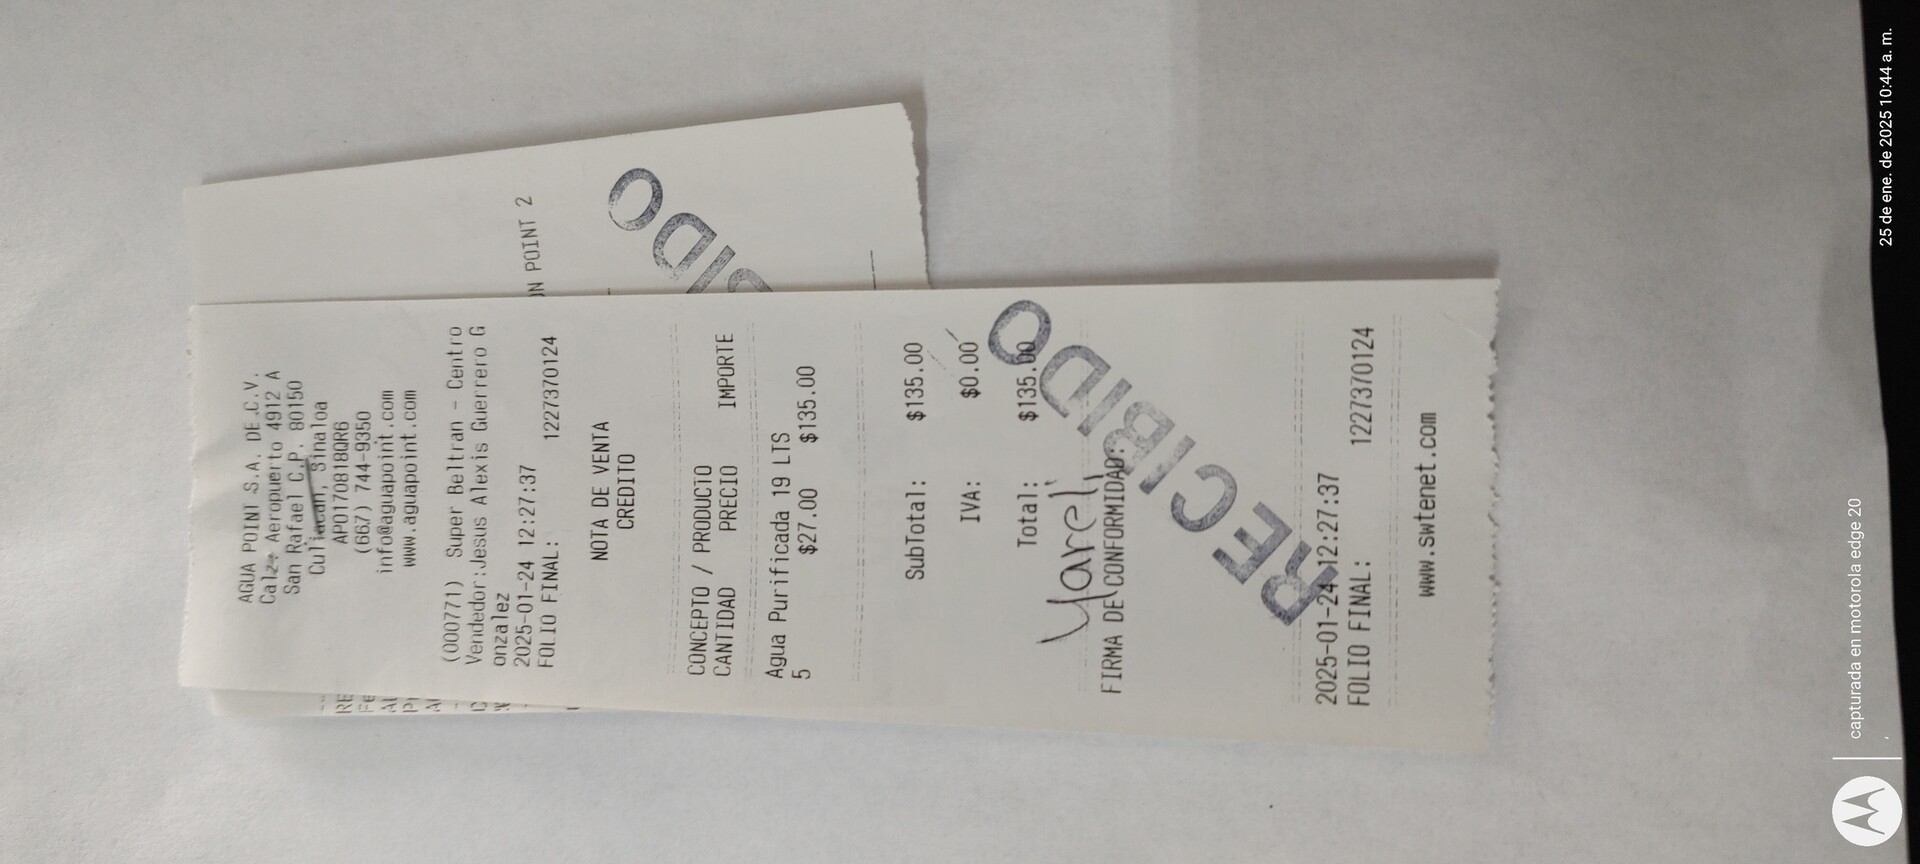 AGUA POINT S.A. DE.C.V.
Calz. Aeropuerto 4912 A
San Rafael C.P. 80150
Culiacan, Sinaloa
APO170818QR6
(667) 744-9350
info@aguapoint.com
www.aguapoint.com
(000771) Super Beltran - Centro
Vendedor:Jesus Alexis Guerrero G
onzalez
2025-01-24 12:27:37
FOLIO FINAL: 1227370124
NOTA DE VENTA
CREDITO
CONCEPTO / PRODUCTO
CANTIDAD PRECIO IMPORTE
Agua Purificada 19 LTS
5 $27.00 $135.00
SubTotal: $135.00
IVA: $0.00
Total: $135.00
Yareli
FIRMA DE CONFORMIDAD:
RECIBIDO
2025-01-24 12:27:37
FOLIO FINAL: 1227370124
www.swtenet.com
POINT 2
capturada en motorola edge 20
25 de ene. de 2025 10:44 a. m.